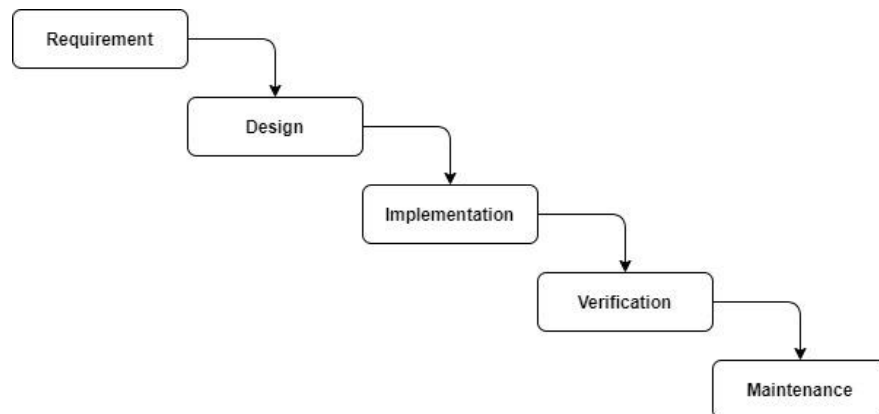 Requirement
Design
Implementation
Verification
Maintenance